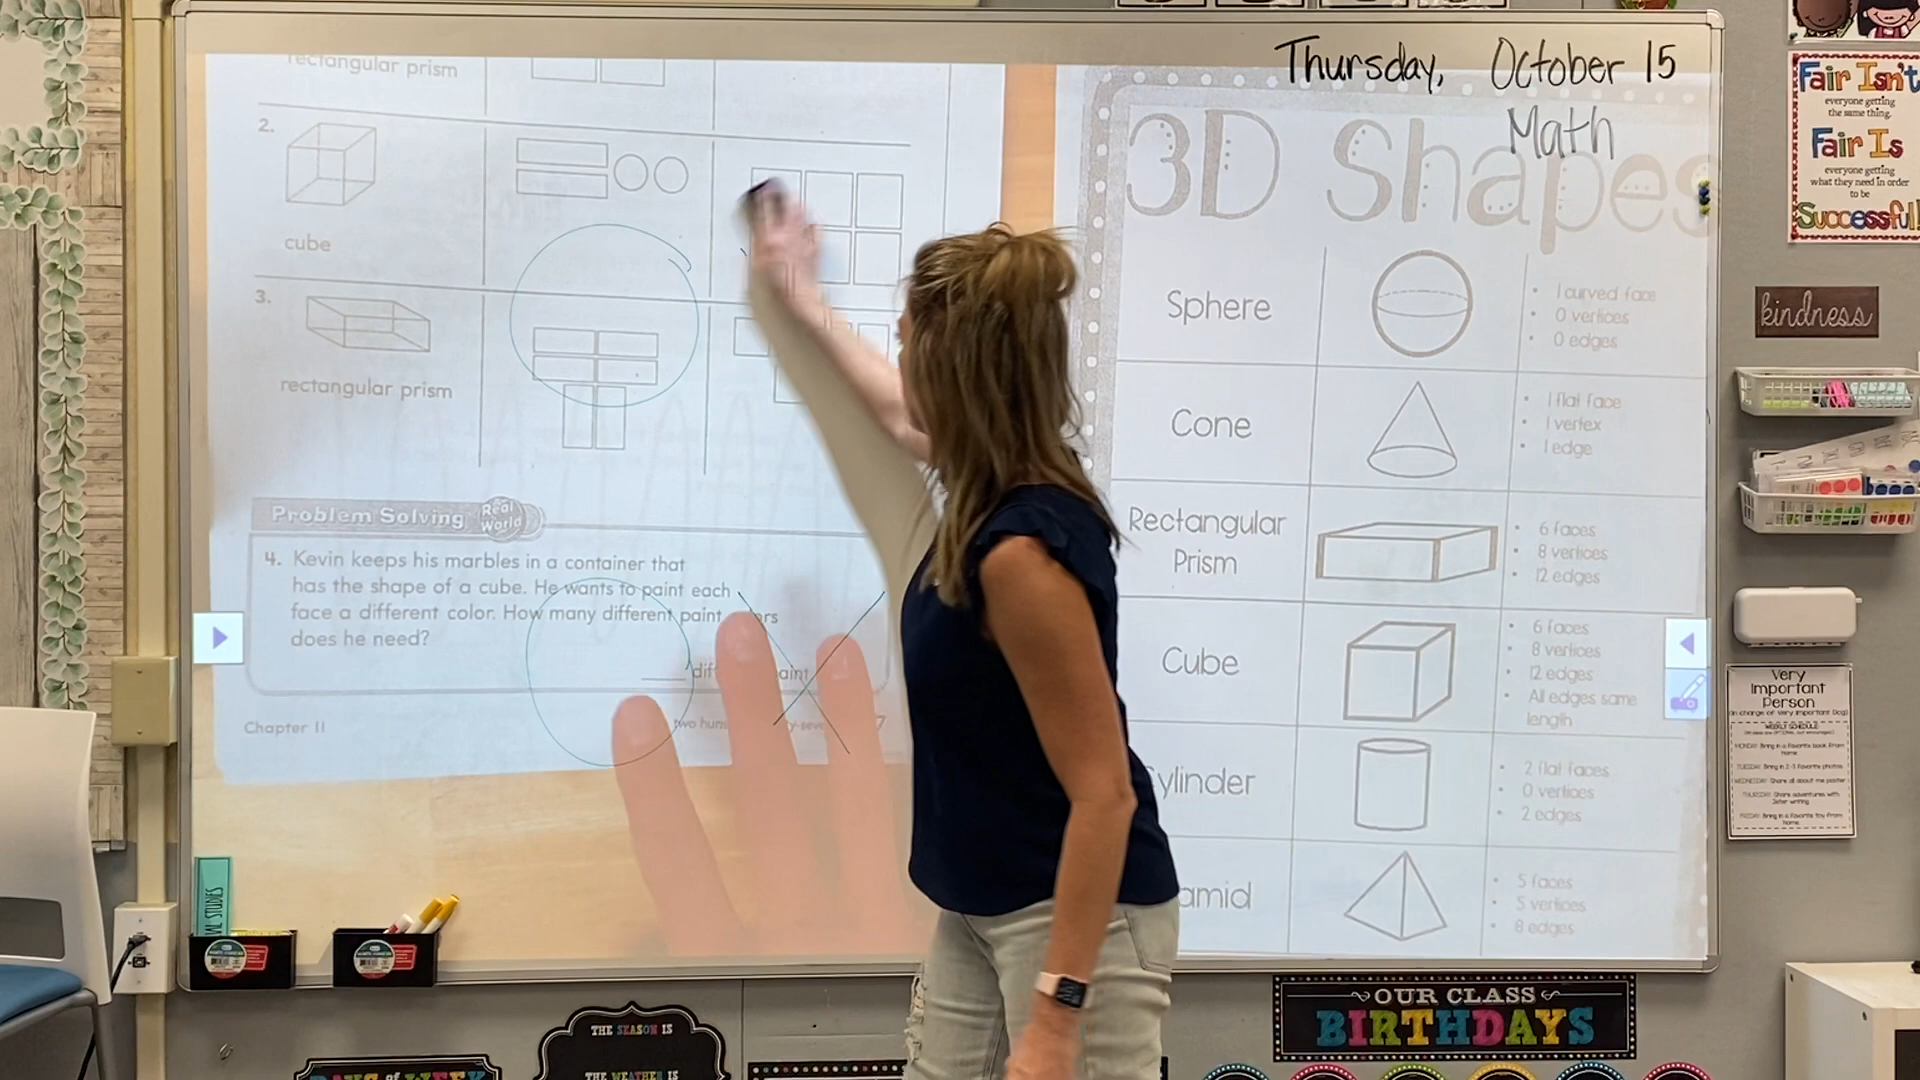 Thursday, October 15
Math
rectangular prism
2.
cube
3.
rectangular prism
Problem Solving Real World
4. Kevin keeps his marbles in a container that
has the shape of a cube. He wants to paint each
face a different color. How many different paint
does he need?
Chapter 11
3D Shapes
Sphere
• 1 curved face
• 0 vertices
• 0 edges
Cone
• 1 flat face
• 1 vertex
• 1 edge
Rectangular
Prism
• 6 faces
• 8 vertices
• 12 edges
Cube
• 6 faces
• 8 vertices
• 12 edges
• All edges same
length
ylinder
• 2 flat faces
• 0 vertices
• 2 edges
amid
• 5 faces
• 5 vertices
• 8 edges
Fair Isn't
everyone getting
the same thing.
Fair Is
everyone getting
what they need in order
to be
Successful
kindness
Very
Important
Person
OUR CLASS
BIRTHDAYS
THE SEASON IS
THE WEATHER IS
DAYS of WEEK